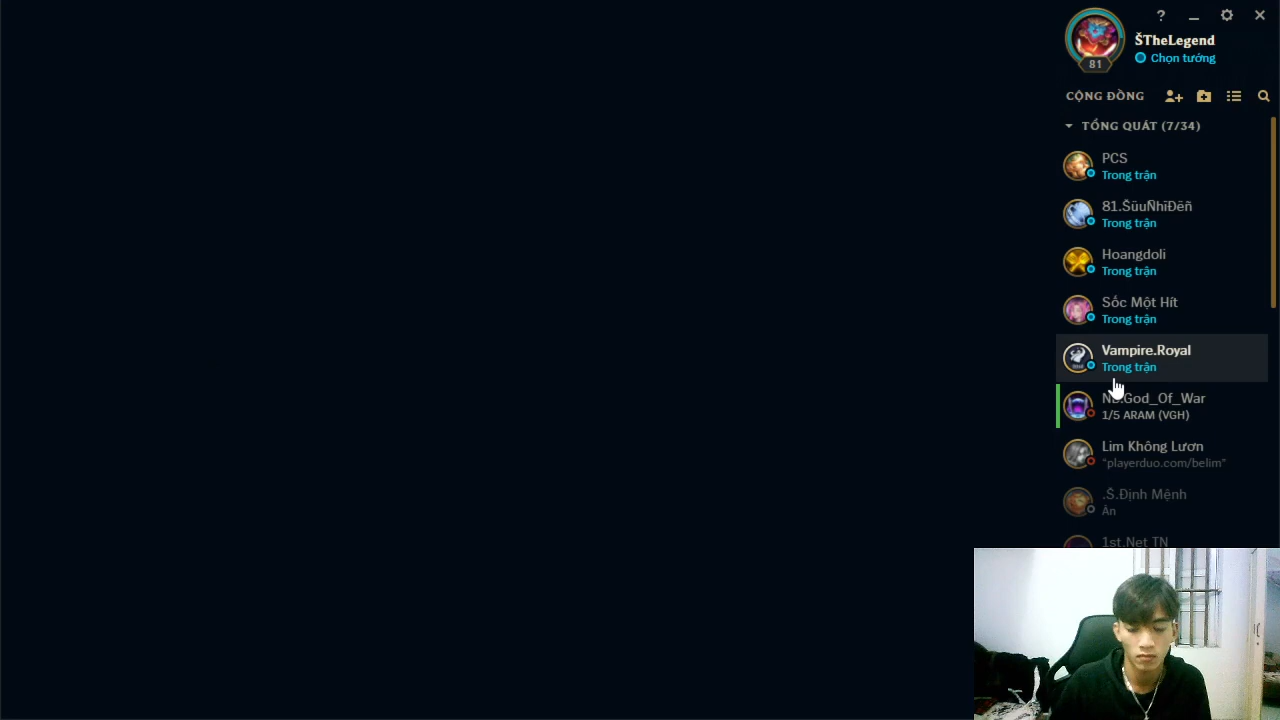 ?
ŠTheLegend
81
Chọn tướng
CỘNG ĐỒNG
TỔNG QUÁT (7/34)
PCS
Trong trận
81.ŠüuÑhīĐëñ
Trong trận
Hoangdoli
Trong trận
Sốc Một Hít
Trong trận
Vampire.Royal
Trong trận
God_Of_War
1/5 ARAM (VGH)
Lim Không Lươn
"playerduo.com/belim"
.Š.Định Mệnh
Ẩn
1st.Net TN